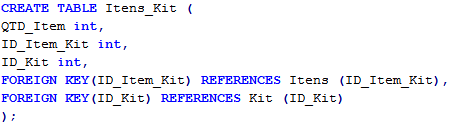 CREATE TABLE Itens_Kit (
QTD_Item int,
ID_Item_Kit int,
ID_Kit int,
FOREIGN KEY(ID_Item_Kit) REFERENCES Itens (ID_Item_Kit),
FOREIGN KEY(ID_Kit) REFERENCES Kit (ID_Kit)
);